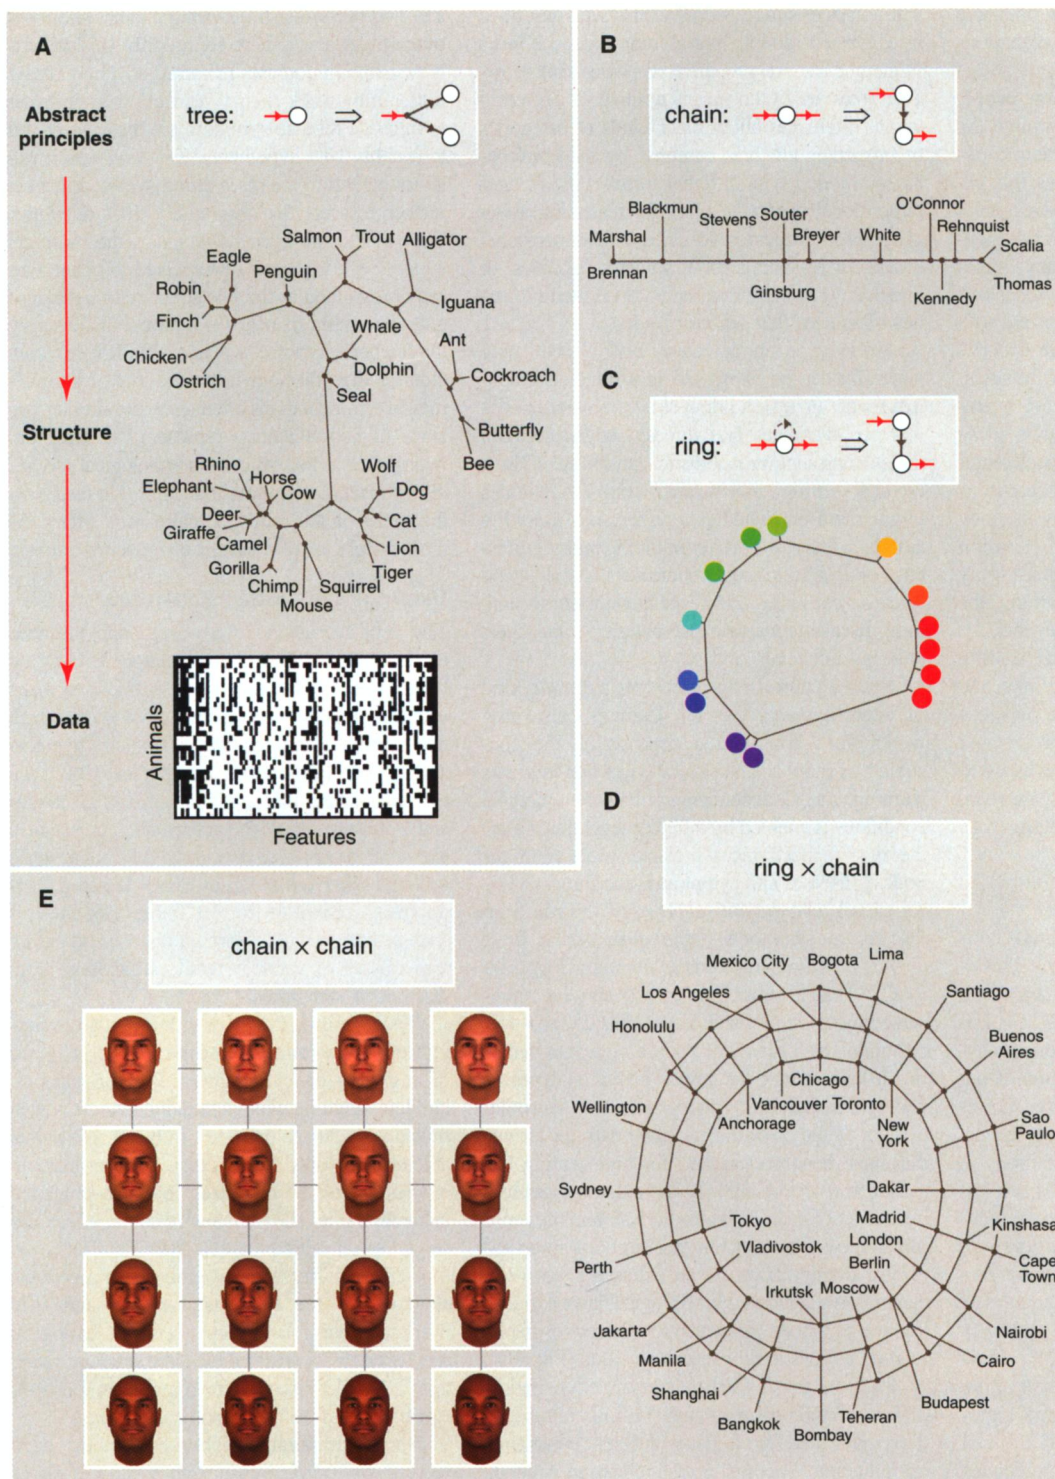 A
Abstract
principles
tree:
Salmon
Trout
Alligator
Eagle
Penguin
Robin
Iguana
Finch
Whale
Ant
Chicken
Dolphin
Cockroach
Ostrich
Seal
Structure
Butterfly
Bee
Rhino
Horse
Wolf
Elephant
Cow
Dog
Deer
Giraffe
Cat
Camel
Lion
Gorilla
Tiger
Chimp
Squirrel
Mouse
Data
Animals
Features
B
chain:
O'Connor
Blackmun
Souter
Stevens
Rehnquist
Marshal
Breyer
White
Scalia
Brennan
Thomas
Ginsburg
Kennedy
C
ring:
D
ring × chain
Mexico City
Bogota
Lima
Los Angeles
Santiago
Honolulu
Buenos
Aires
Chicago
Wellington
Vancouver
Toronto
Anchorage
New
York
Sao
Paulo
Sydney
Dakar
Tokyo
Madrid
Kinshasa
London
Vladivostok
Berlin
Perth
Cape
Town
Irkutsk
Moscow
Jakarta
Nairobi
Manila
Cairo
Shanghai
Budapest
Bangkok
Teheran
Bombay
E
chain × chain